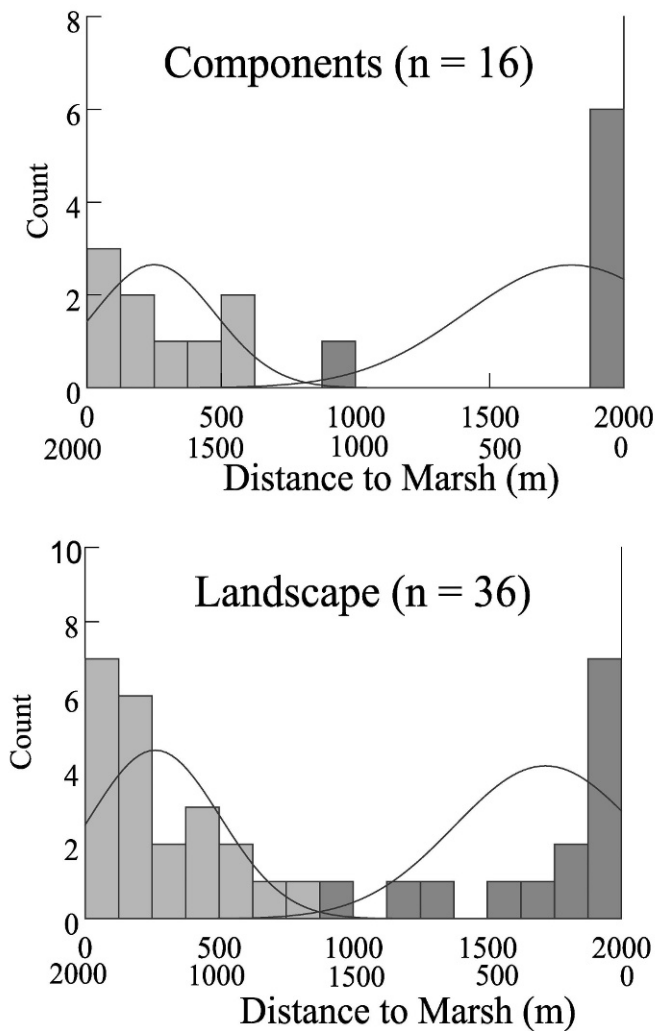 8
Components (n = 16)
6
Count
4
2
0
0 500 1000 1500 2000
2000 1500 1000 500 0
Distance to Marsh (m)
10
Landscape (n = 36)
8
6
Count
4
2
0
0 500 1000 1500 2000
2000 1000 1500 500 0
Distance to Marsh (m)